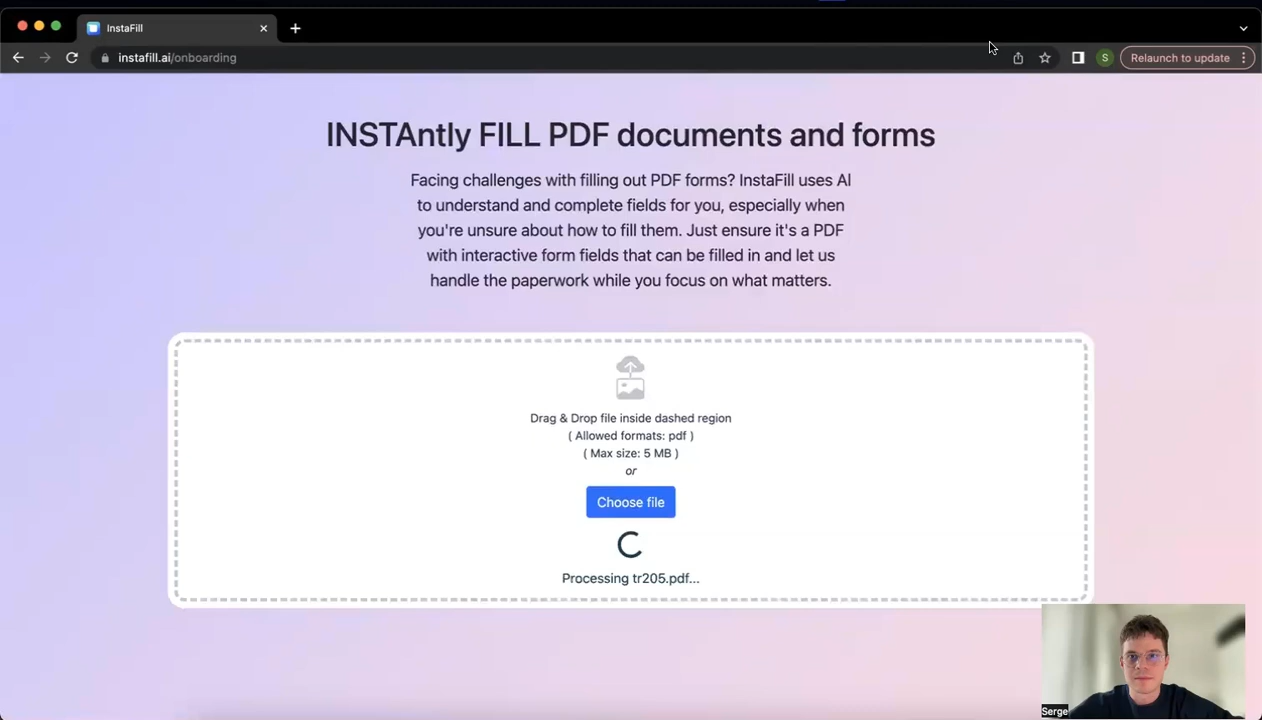 InstaFill
instafill.ai/onboarding
S
Relaunch to update
INSTAntly FILL PDF documents and forms
Facing challenges with filling out PDF forms? InstaFill uses AI
to understand and complete fields for you, especially when
you're unsure about how to fill them. Just ensure it's a PDF
with interactive form fields that can be filled in and let us
handle the paperwork while you focus on what matters.
Drag & Drop file inside dashed region
( Allowed formats: pdf )
( Max size: 5 MB )
or
Choose file
Processing tr205.pdf...
Serge